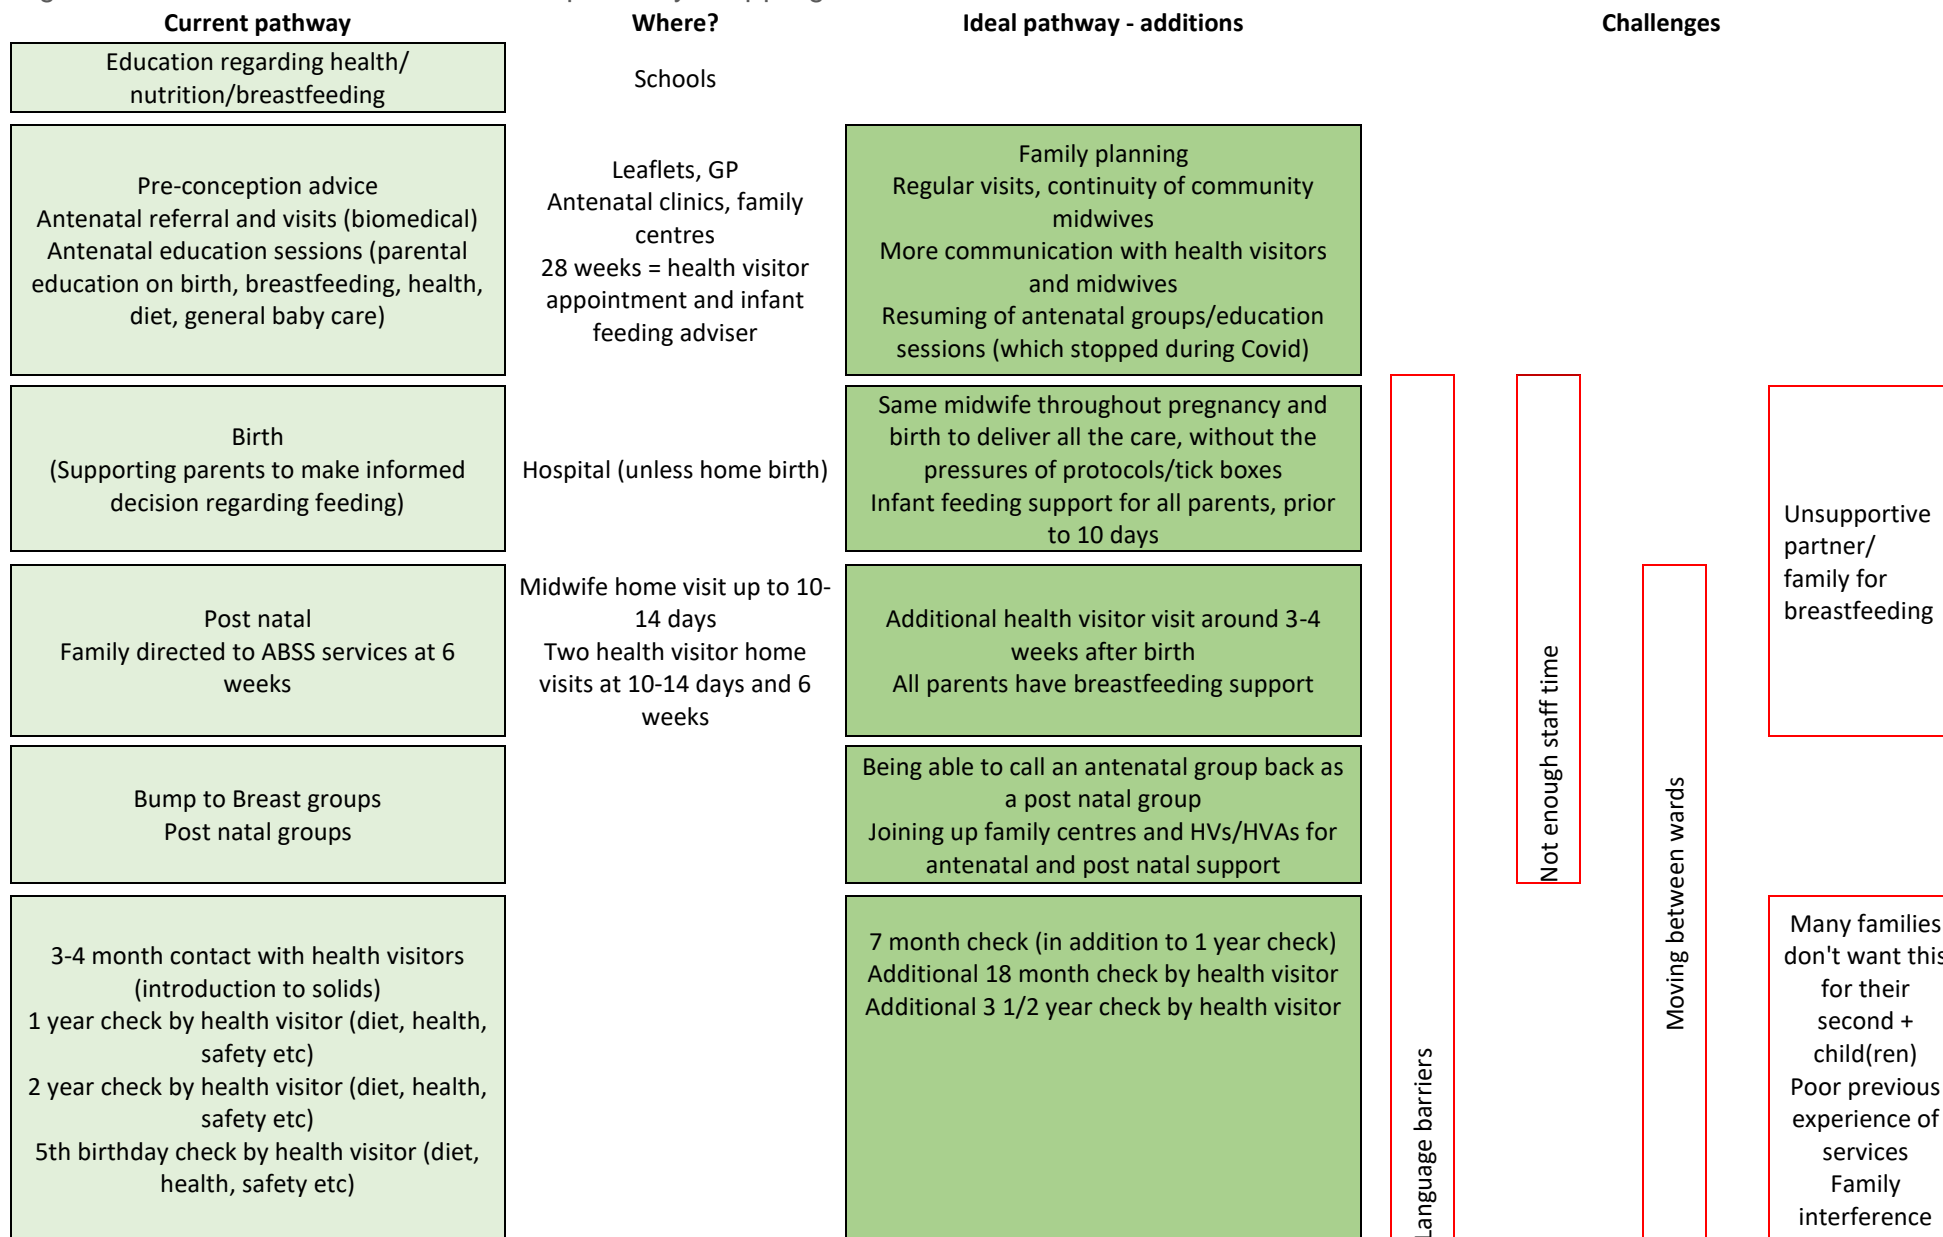 Current pathway
Where?
Ideal pathway - additions
Challenges
Education regarding health/
nutrition/breastfeeding
Schools
Pre-conception advice
Antenatal referral and visits (biomedical)
Antenatal education sessions (parental
education on birth, breastfeeding, health,
diet, general baby care)
Leaflets, GP
Antenatal clinics, family
centres
28 weeks = health visitor
appointment and infant
feeding adviser
Family planning
Regular visits, continuity of community
midwives
More communication with health visitors
and midwives
Resuming of antenatal groups/education
sessions (which stopped during Covid)
Birth
(Supporting parents to make informed
decision regarding feeding)
Hospital (unless home birth)
Same midwife throughout pregnancy and
birth to deliver all the care, without the
pressures of protocols/tick boxes
Infant feeding support for all parents, prior
to 10 days
Post natal
Family directed to ABSS services at 6
weeks
Midwife home visit up to 10-
14 days
Two health visitor home
visits at 10-14 days and 6
weeks
Additional health visitor visit around 3-4
weeks after birth
All parents have breastfeeding support
Bump to Breast groups
Post natal groups
Being able to call an antenatal group back as
a post natal group
Joining up family centres and HVs/HVAs for
antenatal and post natal support
3-4 month contact with health visitors
(introduction to solids)
1 year check by health visitor (diet, health,
safety etc)
2 year check by health visitor (diet, health,
safety etc)
5th birthday check by health visitor (diet,
health, safety etc)
7 month check (in addition to 1 year check)
Additional 18 month check by health visitor
Additional 3 1/2 year check by health visitor
Language barriers
Not enough staff time
Moving between wards
Unsupportive
partner/
family for
breastfeeding
Many families
don't want this
for their
second +
child(ren)
Poor previous
experience of
services
Family
interference